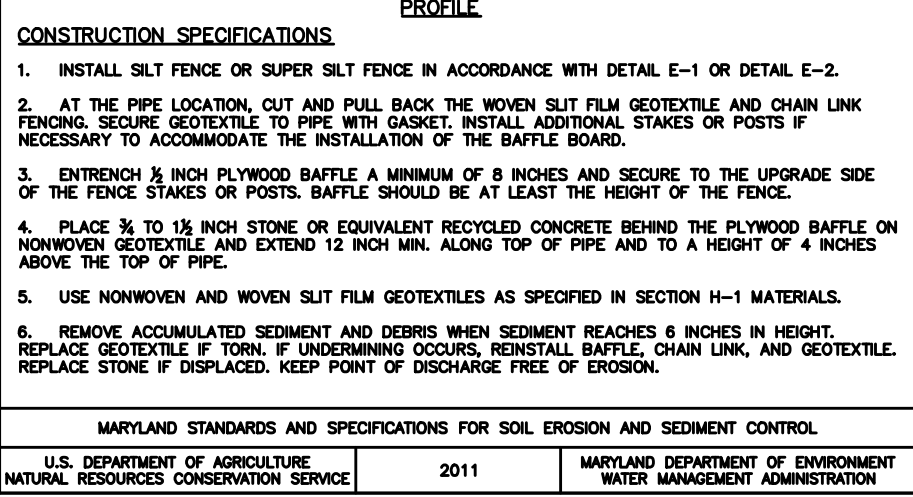 PROFILE
CONSTRUCTION SPECIFICATIONS
1. INSTALL SILT FENCE OR SUPER SILT FENCE IN ACCORDANCE WITH DETAIL E–1 OR DETAIL E–2.
2. AT THE PIPE LOCATION, CUT AND PULL BACK THE WOVEN SLIT FILM GEOTEXTILE AND CHAIN LINK
FENCING. SECURE GEOTEXTILE TO PIPE WITH GASKET. INSTALL ADDITIONAL STAKES OR POSTS IF
NECESSARY TO ACCOMMODATE THE INSTALLATION OF THE BAFFLE BOARD.
3. ENTRENCH ½ INCH PLYWOOD BAFFLE A MINIMUM OF 8 INCHES AND SECURE TO THE UPGRADE SIDE
OF THE FENCE STAKES OR POSTS. BAFFLE SHOULD BE AT LEAST THE HEIGHT OF THE FENCE.
4. PLACE ¾ TO 1½ INCH STONE OR EQUIVALENT RECYCLED CONCRETE BEHIND THE PLYWOOD BAFFLE ON
NONWOVEN GEOTEXTILE AND EXTEND 12 INCH MIN. ALONG TOP OF PIPE AND TO A HEIGHT OF 4 INCHES
ABOVE THE TOP OF PIPE.
5. USE NONWOVEN AND WOVEN SLIT FILM GEOTEXTILES AS SPECIFIED IN SECTION H–1 MATERIALS.
6. REMOVE ACCUMULATED SEDIMENT AND DEBRIS WHEN SEDIMENT REACHES 6 INCHES IN HEIGHT.
REPLACE GEOTEXTILE IF TORN. IF UNDERMINING OCCURS, REINSTALL BAFFLE, CHAIN LINK, AND GEOTEXTILE.
REPLACE STONE IF DISPLACED. KEEP POINT OF DISCHARGE FREE OF EROSION.
MARYLAND STANDARDS AND SPECIFICATIONS FOR SOIL EROSION AND SEDIMENT CONTROL
U.S. DEPARTMENT OF AGRICULTURE
NATURAL RESOURCES CONSERVATION SERVICE
2011
MARYLAND DEPARTMENT OF ENVIRONMENT
WATER MANAGEMENT ADMINISTRATION